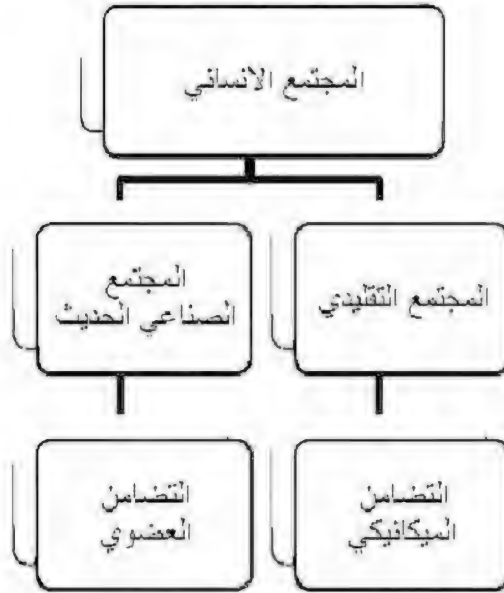 المجتمع الانساني
المجتمع التقليدي
المجتمع
الصناعي الحديث
التضامن
الميكانيكي
التضامن
العضوي